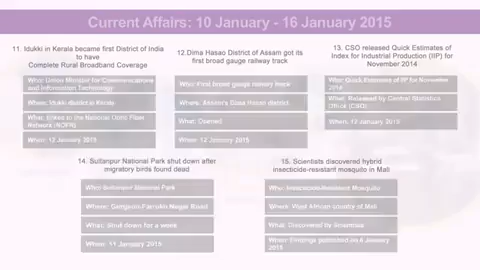 Current Affairs: 10 January - 16 January 2015
11. Idukki in Kerala became first District of India
to have
Complete Rural Broadband Coverage
Who: Union Minister for Communications
and Information Technology
Where: Idukki district in Kerala
What: linked to the National Optic Fiber
Network (NOFN)
When: 12 January 2015
12.Dima Hasao District of Assam got its
first broad gauge railway track
Who: First broad gauge railway track
Where: Assam's Dima Hasao district
What: Opened
When: 12 January 2015
13. CSO released Quick Estimates of
Index for Industrial Production (IIP) for
November 2014
What: Quick Estimates of IIP for November
2014
What: Released by Central Statistics
Office (CSO)
When: 12 January 2015
14. Sultanpur National Park shut down after
migratory birds found dead
Who: Sultanpur National Park
Where: Gurgaon-Farrukh Nagar Road
What: Shut down for a week
When: 11 January 2015
15. Scientists discovered hybrid
insecticide-resistant mosquito in Mali
Who: Insecticide-Resistant Mosquito
Where: West African country of Mali
What: Discovered by Scientists
When: Findings published on 6 January
2015